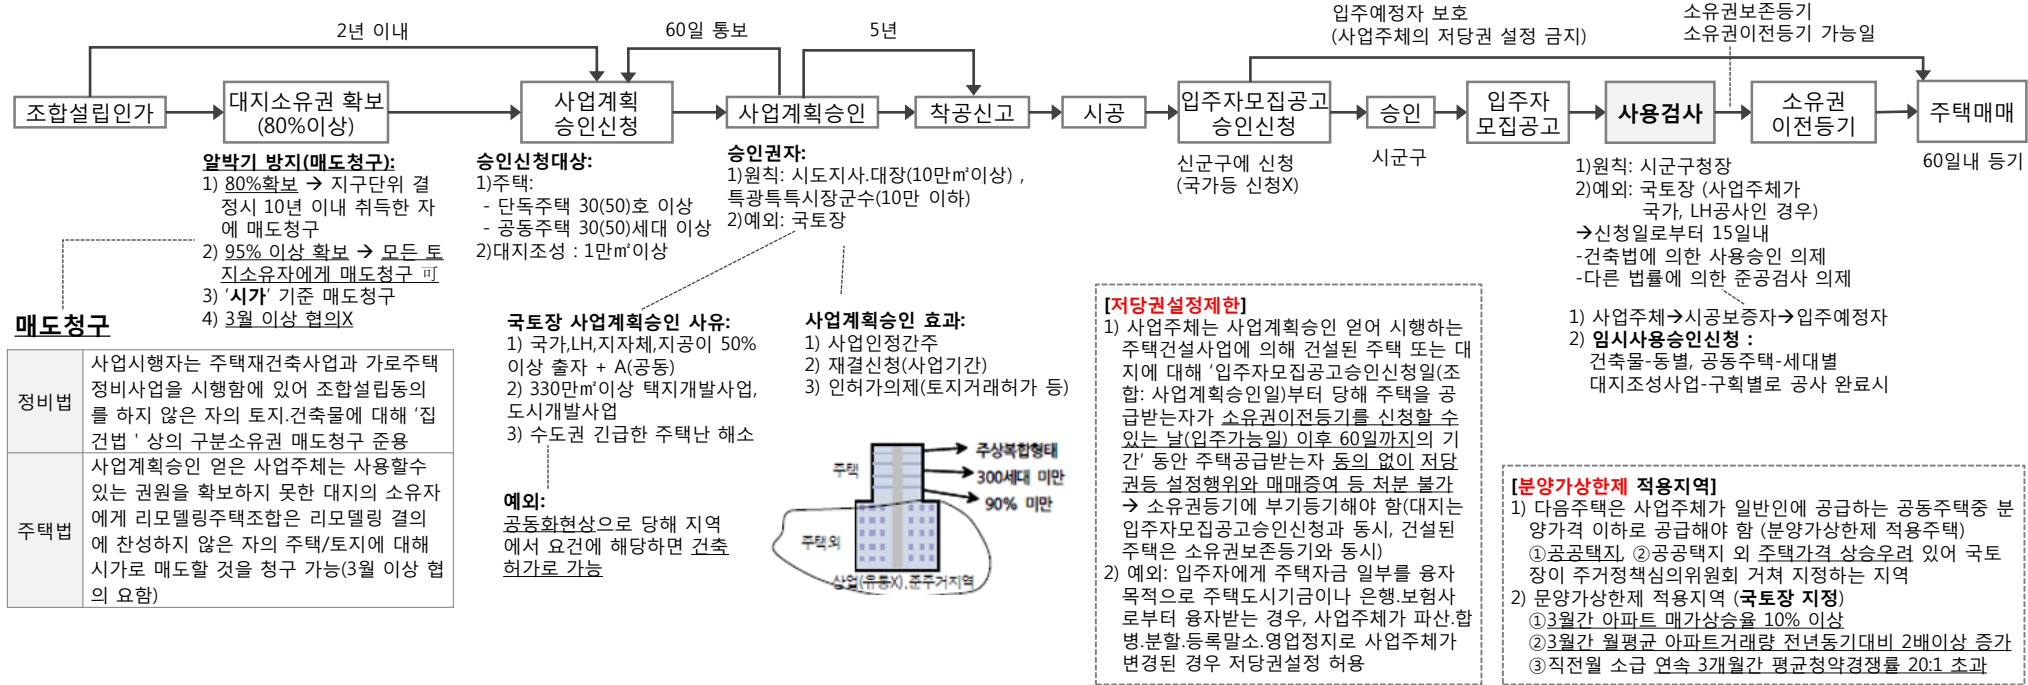 2년 이내
60일 통보
5년
입주예정자 보호
(사업주체의 저당권 설정 금지)
소유권보존등기
소유권이전등기 가능일
조합설립인가
대지소유권 확보
(80%이상)
사업계획
승인신청
사업계획승인
착공신고
시공
입주자모집공고
승인신청
승인
입주자
모집공고
사용검사
소유권
이전등기
주택매매
알박기 방지(매도청구):
1) 80%확보 → 지구단위 결
정시 10년 이내 취득한 자
에 매도청구
2) 95% 이상 확보 → 모든 토
지소유자에게 매도청구 可
3) ‘시가’ 기준 매도청구
4) 3월 이상 협의X
승인신청대상:
1)주택:
- 단독주택 30(50)호 이상
- 공동주택 30(50)세대 이상
2)대지조성 : 1만㎡이상
승인권자:
1)원칙: 시도지사.대장(10만㎡이상) ,
특광특특시장군수(10만 이하)
2)예외: 국토장
신군구에 신청
(국가등 신청X)
시군구
1)원칙: 시군구청장
2)예외: 국토장 (사업주체가
국가, LH공사인 경우)
→신청일로부터 15일내
-건축법에 의한 사용승인 의제
-다른 법률에 의한 준공검사 의제
60일내 등기
1) 사업주체→시공보증자→입주예정자
2) 임시사용승인신청 :
건축물-동별, 공동주택-세대별
대지조성사업-구획별로 공사 완료시
매도청구
정비법
사업시행자는 주택재건축사업과 가로주택
정비사업을 시행함에 있어 조합설립동의
를 하지 않은 자의 토지.건축물에 대해 ‘집
건법 ' 상의 구분소유권 매도청구 준용
주택법
사업계획승인 얻은 사업주체는 사용할수
있는 권원을 확보하지 못한 대지의 소유자
에게 리모델링주택조합은 리모델링 결의
에 찬성하지 않은 자의 주택/토지에 대해
시가로 매도할 것을 청구 가능(3월 이상 협
의 요함)
국토장 사업계획승인 사유:
1) 국가,LH,지자체,지공이 50%
이상 출자 + A(공동)
2) 330만㎡이상 택지개발사업,
도시개발사업
3) 수도권 긴급한 주택난 해소
예외:
공동화현상으로 당해 지역
에서 요건에 해당하면 건축
허가로 가능
사업계획승인 효과:
1) 사업인정간주
2) 재결신청(사업기간)
3) 인허가의제(토지거래허가 등)
주택
주상복합형태
300세대 미만
90% 미만
주택외
상업(유통X), 준주거지역
[저당권설정제한]
1) 사업주체는 사업계획승인 얻어 시행하는
주택건설사업에 의해 건설된 주택 또는 대
지에 대해 ‘입주자모집공고승인신청일(조
합: 사업계획승인일)부터 당해 주택을 공
급받는자가 소유권이전등기를 신청할 수
있는 날(입주가능일) 이후 60일까지의 기
간’ 동안 주택공급받는자 동의 없이 저당
권등 설정행위와 매매증여 등 처분 불가
→ 소유권등기에 부기등기해야 함(대지는
입주자모집공고승인신청과 동시, 건설된
주택은 소유권보존등기와 동시)
2) 예외: 입주자에게 주택자금 일부를 융자
목적으로 주택도시기금이나 은행.보험사
로부터 융자받는 경우, 사업주체가 파산.합
병.분할.등록말소.영업정지로 사업주체가
변경된 경우 저당권설정 허용
[분양가상한제 적용지역]
1) 다음주택은 사업주체가 일반인에 공급하는 공동주택중 분
양가격 이하로 공급해야 함 (분양가상한제 적용주택)
①공공택지, ②공공택지 외 주택가격 상승우려 있어 국토
장이 주거정책심의위원회 거쳐 지정하는 지역
2) 문양가상한제 적용지역 (국토장 지정)
①3월간 아파트 매가상승율 10% 이상
②3월간 월평균 아파트거래량 전년동기대비 2배이상 증가
③직전월 소급 연속 3개월간 평균청약경쟁률 20:1 초과